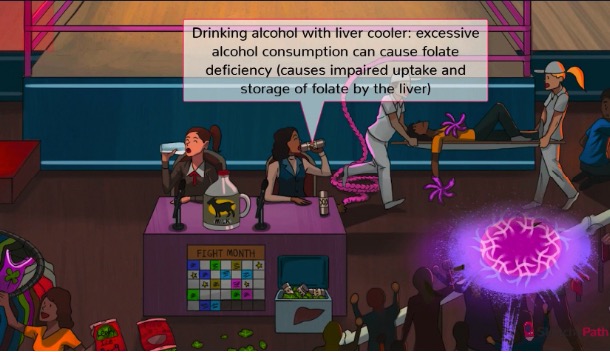 Drinking alcohol with liver cooler: excessive
alcohol consumption can cause folate
deficiency (causes impaired uptake and
storage of folate by the liver)
MILK
FIGHT MONTH
Path